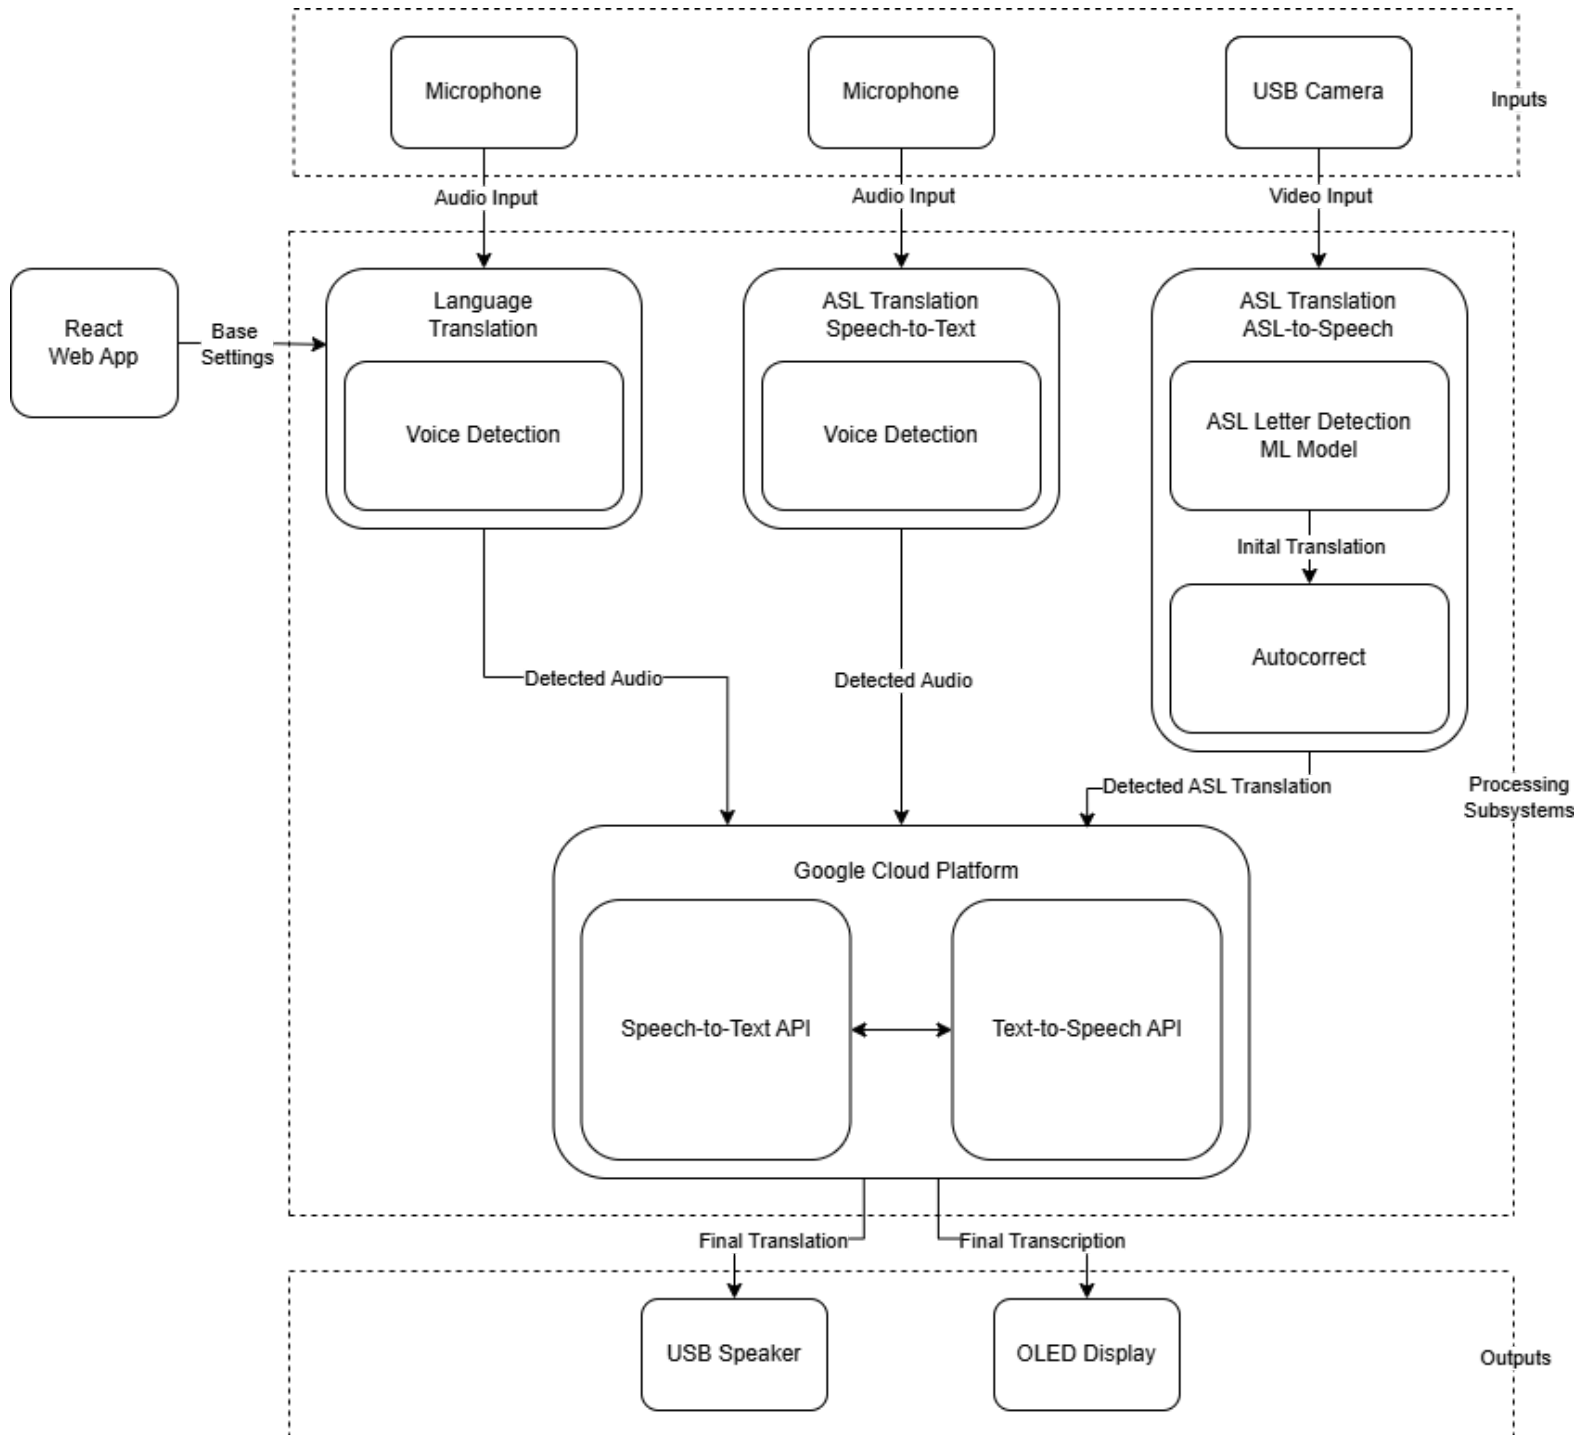 Microphone
Microphone
USB Camera
Inputs
Audio Input
Audio Input
Video Input
React
Web App
Base
Settings
Language
Translation
Voice Detection
ASL Translation
Speech-to-Text
Voice Detection
ASL Translation
ASL-to-Speech
ASL Letter Detection
ML Model
Inital Translation
Autocorrect
Detected Audio
Detected Audio
Detected ASL Translation
Processing
Subsystems
Google Cloud Platform
Speech-to-Text API
Text-to-Speech API
Final Translation
Final Transcription
USB Speaker
OLED Display
Outputs